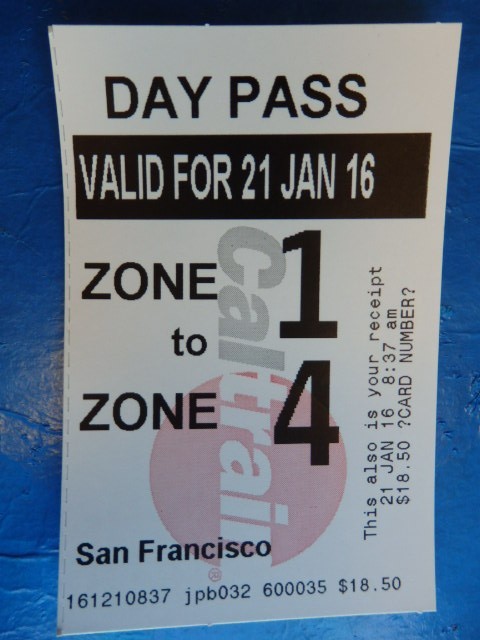 DAY PASS
VALID FOR 21 JAN 16
ZONE 1
to
ZONE 4
Caltrain
San Francisco
®
161210837 jpb032 600035 $18.50
This also is your receipt
21 JAN 16 8:37 am
$18.50 ?CARD NUMBER?